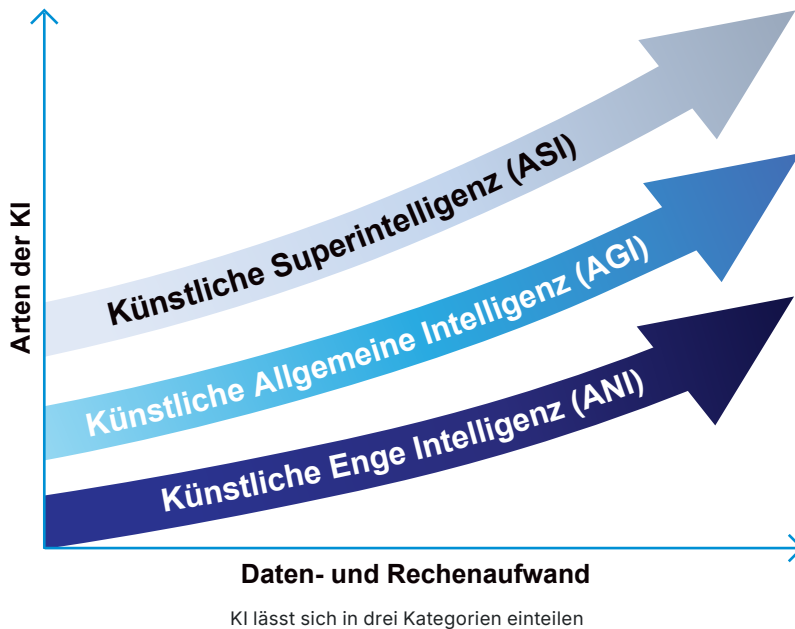 Arten der KI
Künstliche Superintelligenz (ASI)
Künstliche Allgemeine Intelligenz (AGI)
Künstliche Enge Intelligenz (ANI)
Daten- und Rechenaufwand
KI lässt sich in drei Kategorien einteilen